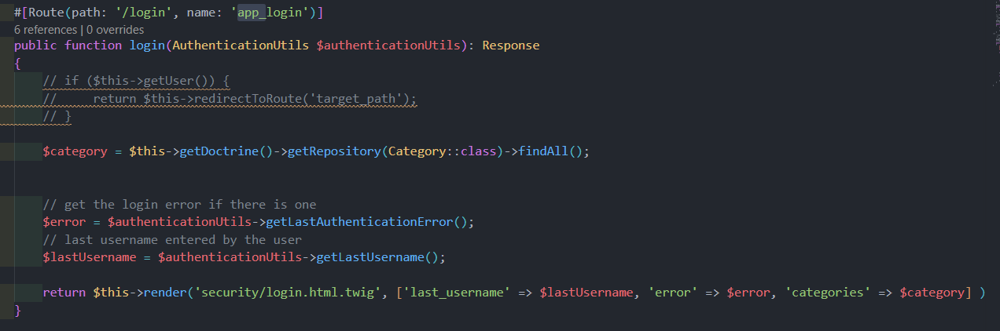 #[Route(path: '/login', name: 'app_login')]
6 references | 0 overrides
public function login(AuthenticationUtils $authenticationUtils): Response
{
// if ($this->getUser()) {
//     return $this->redirectToRoute('target_path');
// }
$category = $this->getDoctrine()->getRepository(Category::class)->findAll();
// get the login error if there is one
$error = $authenticationUtils->getLastAuthenticationError();
// last username entered by the user
$lastUsername = $authenticationUtils->getLastUsername();
return $this->render('security/login.html.twig', ['last_username' => $lastUsername, 'error' => $error, 'categories' => $category] )
}